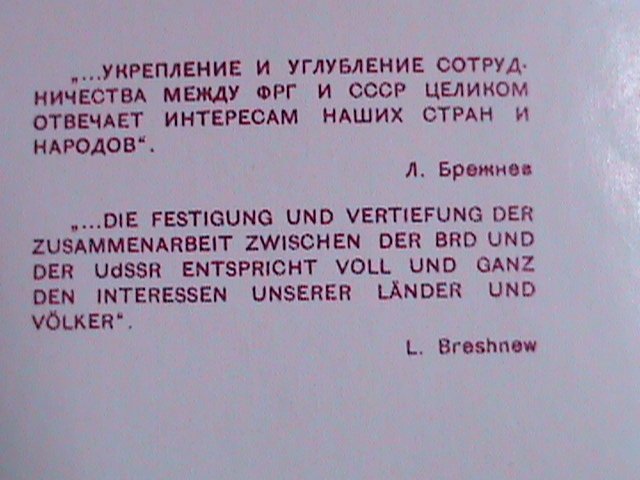 „...УКРЕПЛЕНИЕ И УГЛУБЛЕНИЕ СОТРУД-
НИЧЕСТВА МЕЖДУ ФРГ И СССР ЦЕЛИКОМ
ОТВЕЧАЕТ ИНТЕРЕСАМ НАШИХ СТРАН И
НАРОДОВ“.
Л. Брежнев
„...DIE FESTIGUNG UND VERTIEFUNG DER
ZUSAMMENARBEIT ZWISCHEN DER BRD UND
DER UdSSR ENTSPRICHT VOLL UND GANZ
DEN INTERESSEN UNSERER LÄNDER UND
VÖLKER“.
L. Breshnew